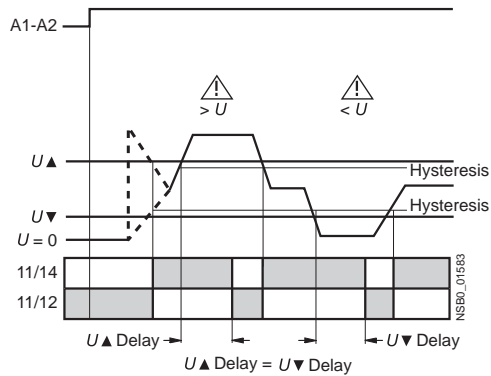 A1-A2
> U
< U
U▲
Hysteresis
Hysteresis
U▼
U = 0
11/14
11/12
NSB0_01583
U▲ Delay
U▼ Delay
U▲ Delay = U▼ Delay